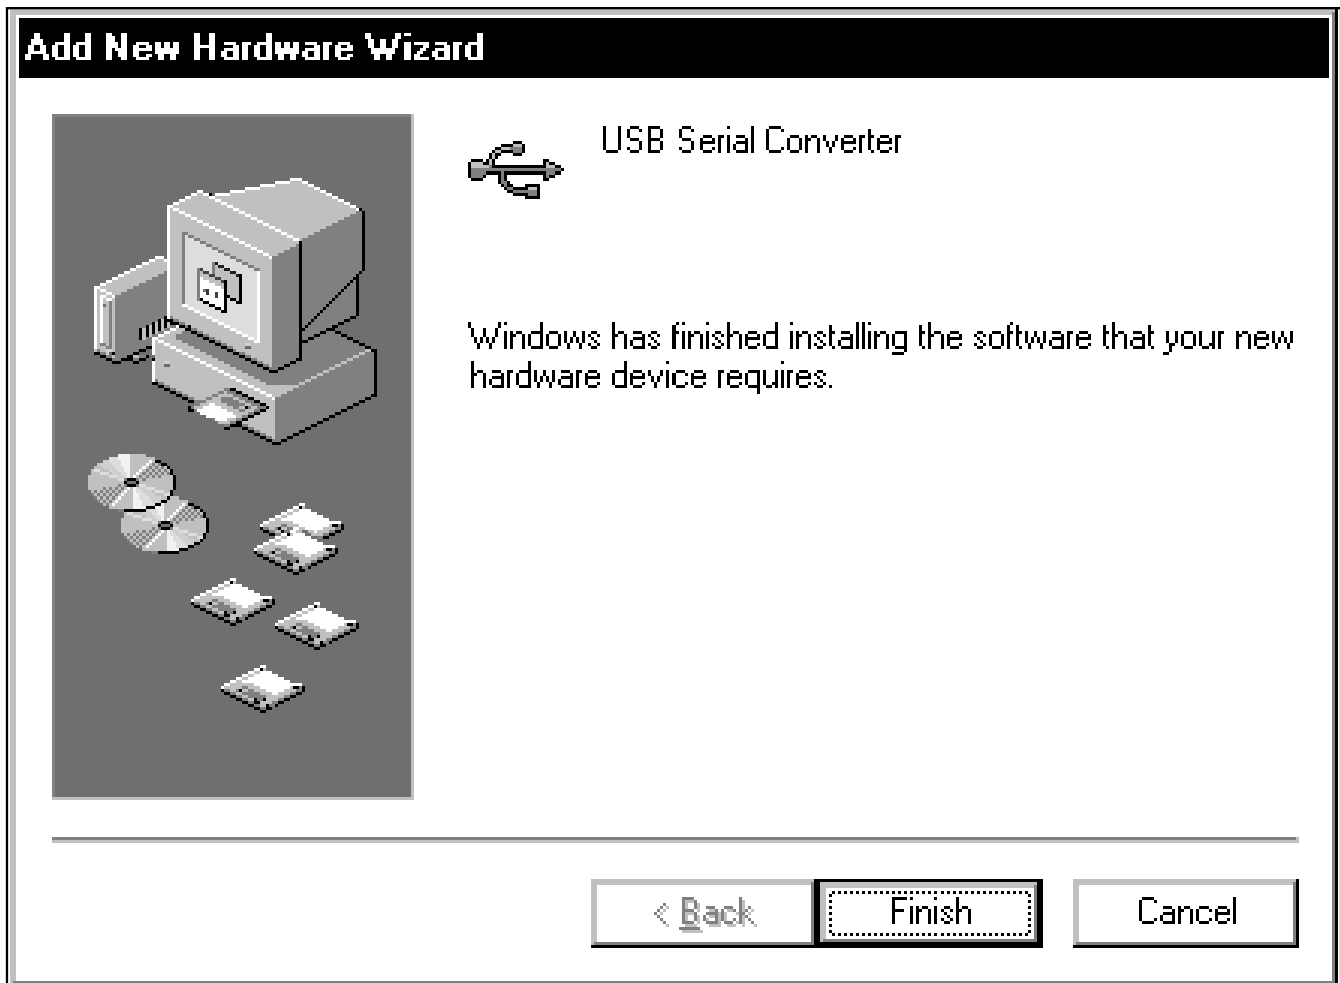 Add New Hardware Wizard
USB Serial Converter
Windows has finished installing the software that your new
hardware device requires.
< Back
Finish
Cancel